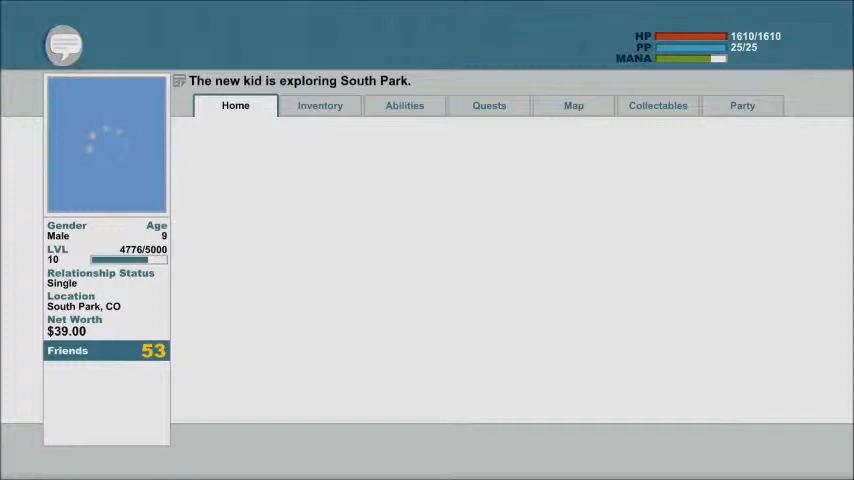 HP 1610/1610
PP 25/25
MANA
The new kid is exploring South Park.
Home Inventory Abilities Quests Map Collectables Party
Gender Age
Male 9
LVL 4776/5000
10
Relationship Status
Single
Location
South Park, CO
Net Worth
$39.00
Friends 53